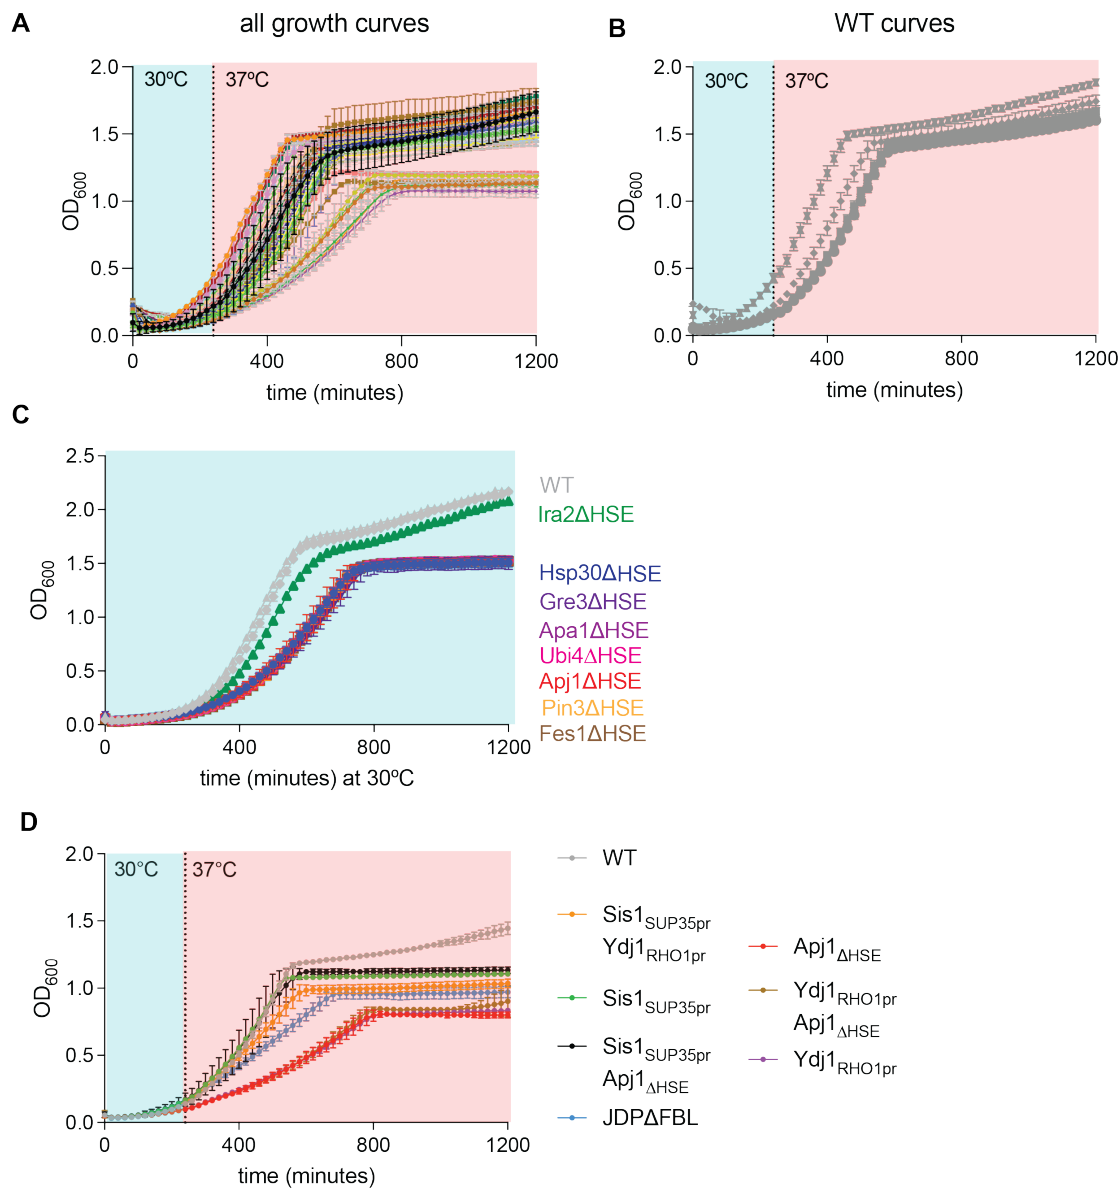 A
all growth curves
30ºC
37ºC
2.0
1.5
1.0
0.5
0.0
OD600
0
400
800
1200
time (minutes)
B
WT curves
30ºC
37ºC
2.0
1.5
1.0
0.5
0.0
OD600
0
400
800
1200
time (minutes)
C
2.5
2.0
1.5
1.0
0.5
0.0
OD600
0
400
800
1200
time (minutes) at 30ºC
WT
Ira2ΔHSE
Hsp30ΔHSE
Gre3ΔHSE
Apa1ΔHSE
Ubi4ΔHSE
Apj1ΔHSE
Pin3ΔHSE
Fes1ΔHSE
D
30°C
37°C
2.0
1.5
1.0
0.5
0.0
OD600
0
400
800
1200
time (minutes)
WT
Sis1SUP35pr
Ydj1RHO1pr
Sis1SUP35pr
Sis1SUP35pr
Apj1ΔHSE
JDPΔFBL
Apj1ΔHSE
Ydj1RHO1pr
Apj1ΔHSE
Ydj1RHO1pr